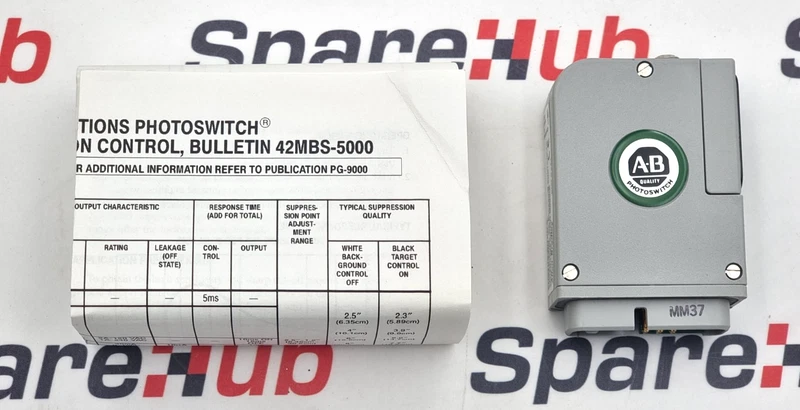 SpareHub
TIONS PHOTOSWITCH®
ON CONTROL, BULLETIN 42MBS-5000
R ADDITIONAL INFORMATION REFER TO PUBLICATION PG-9000
OUTPUT CHARACTERISTIC
RESPONSE TIME
(ADD FOR TOTAL)
SUPPRES-
SION POINT
ADJUST-
MENT
RANGE
TYPICAL SUPPRESSION
QUALITY
RATING
LEAKAGE
(OFF
STATE)
CON-
TROL
OUTPUT
WHITE
BACK-
GROUND
CONTROL
OFF
BLACK
TARGET
CONTROL
ON
— — 5ms —
2.5"
(6.35cm)
2.3"
(5.89cm)
A-B
QUALITY
PHOTOSWITCH
MM37
areHub
SpareH